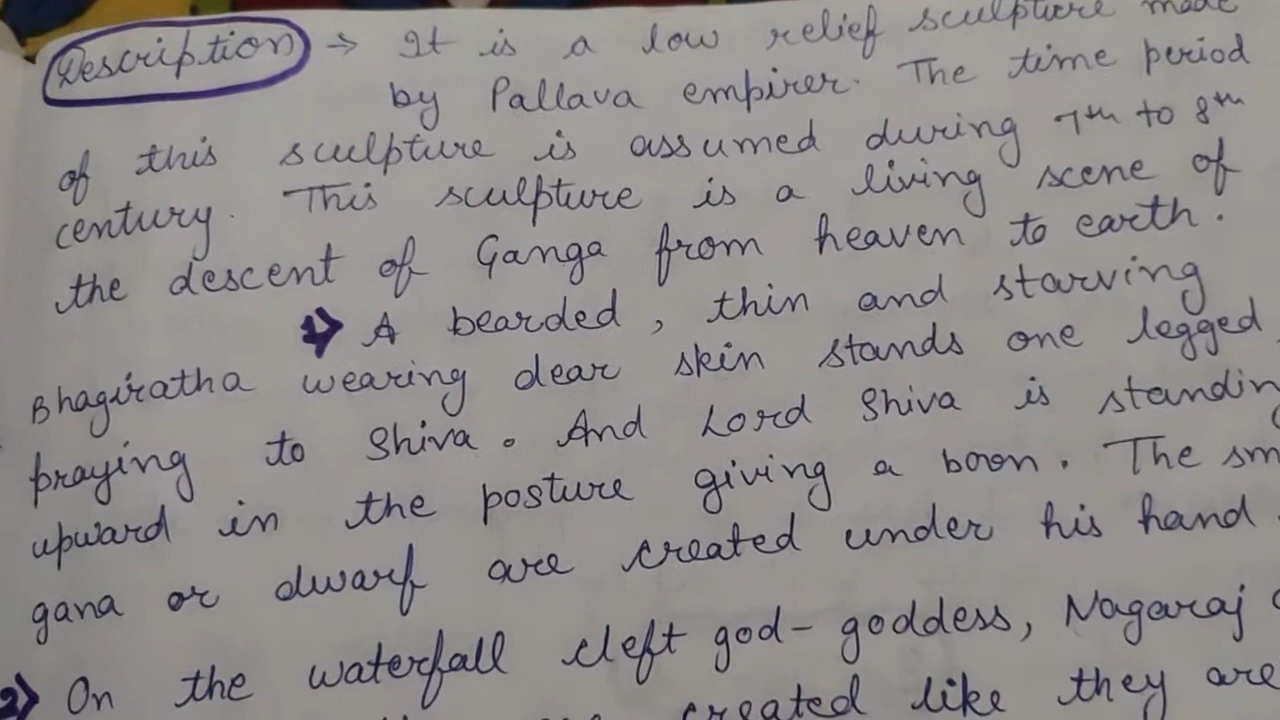 Description → It is a low relief sculpture made
by Pallava empirer. The time period
of this sculpture is assumed during 7th to 8th
century. This sculpture is a living scene of
the descent of Ganga from heaven to earth.
1) A bearded, thin and starving
Bhagiratha wearing dear skin stands one legged,
praying to Shiva. And Lord Shiva is standin
upward in the posture giving a boon. The sm
gana or dwarf are created under his hand.
2) On the waterfall cleft god-goddess, Nagaraj
created like they are